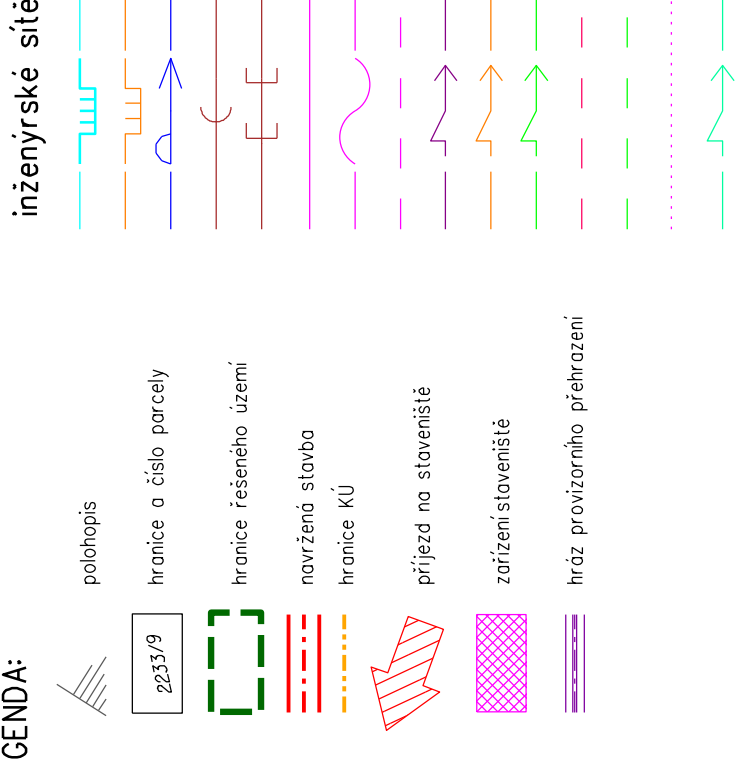 GENDA:
polohopis
hranice a číslo parcely
2233/9
hranice řešeného území
navržená stavba
hranice KÚ
příjezd na staveniště
zařízení staveniště
hráz provizorního přehrazení
inženýrské sítě